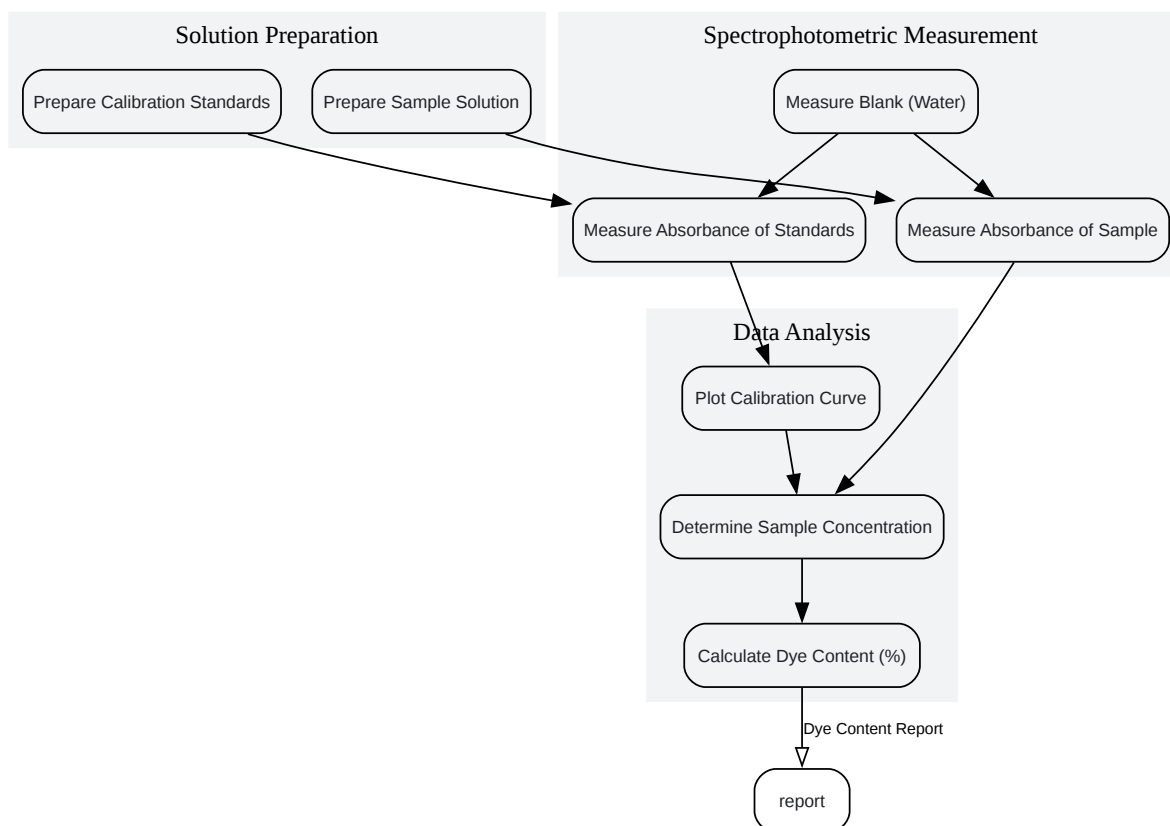 Solution Preparation
Spectrophotometric Measurement
Prepare Calibration Standards
Prepare Sample Solution
Measure Blank (Water)
Measure Absorbance of Standards
Measure Absorbance of Sample
Data Analysis
Plot Calibration Curve
Determine Sample Concentration
Calculate Dye Content (%)
Dye Content Report
report